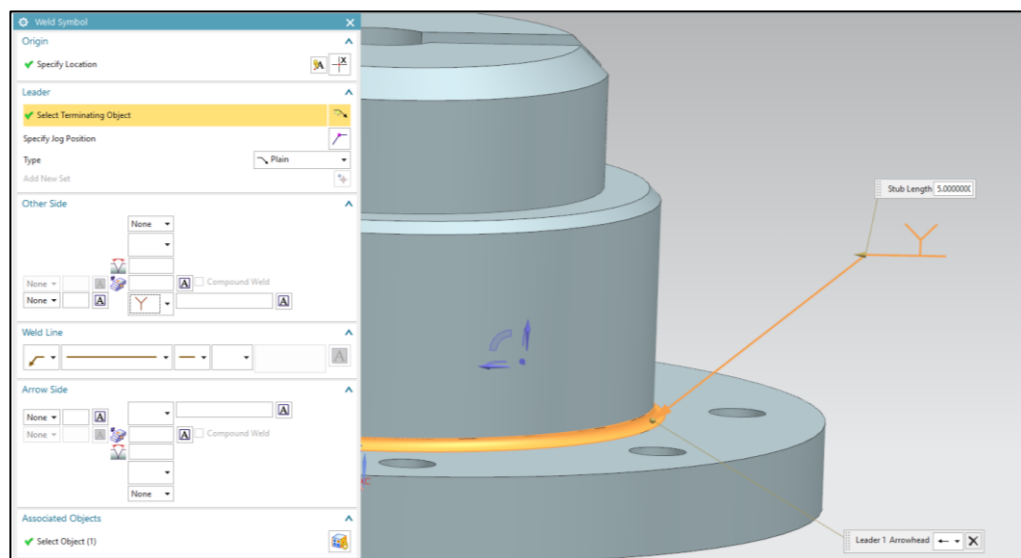 Weld Symbol
Origin
Specify Location
Leader
Select Terminating Object
Specify Jog Position
Type Plain
Add New Set
Other Side
None
None A A Compound Weld
None A Y A
Weld Line
A
Arrow Side
None A A
None A A Compound Weld
None
Associated Objects
Select Object (1)
Stub Length 5.0000000
Leader 1 Arrowhead